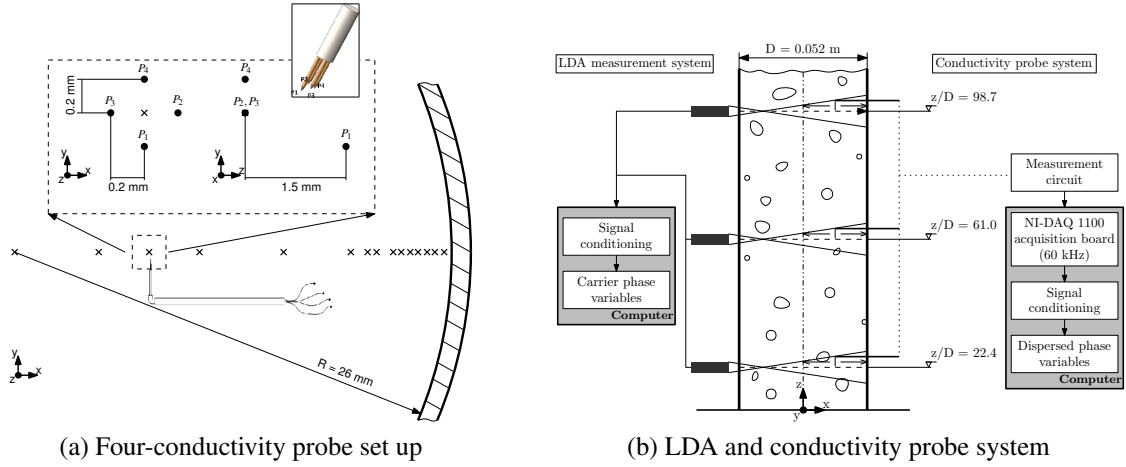 P2
P1 P4
P3
P4
P4
0.2 mm
P3
P2
P2, P3
P1
P1
y
z
x
y
x
z
0.2 mm
1.5 mm
R = 26 mm
y
z
x
(a) Four-conductivity probe set up
D = 0.052 m
LDA measurement system
Conductivity probe system
z/D = 98.7
z/D = 61.0
z/D = 22.4
Signal
conditioning
Carrier phase
variables
Computer
Measurement
circuit
NI-DAQ 1100
acquisition board
(60 kHz)
Signal
conditioning
Dispersed phase
variables
Computer
z
y
x
(b) LDA and conductivity probe system